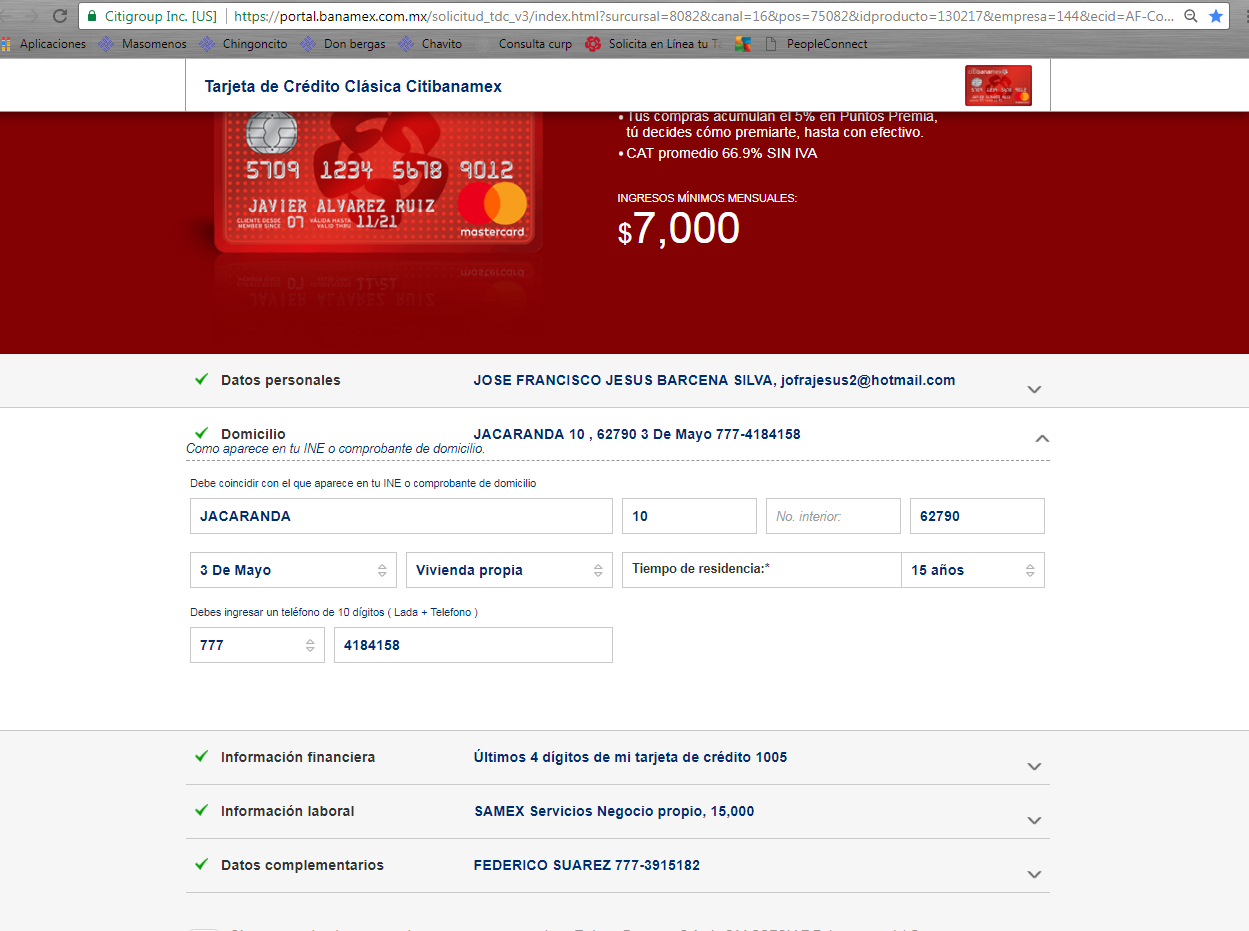 Citigroup Inc. [US] https://portal.banamex.com.mx/solicitud_tdc_v3/index.html?surcursal=8082&canal=16&pos=75082&idproducto=130217&empresa=144&ecid=AF-Co...
Aplicaciones Masomenos Chingoncito Don bergas Chavito Consulta curp Solicita en Línea tu PeopleConnect
Tarjeta de Crédito Clásica Citibanamex
• Tus compras acumulan el 5% en Puntos Premia,
tú decides cómo premiarte, hasta con efectivo.
• CAT promedio 66.9% SIN IVA
5709 1234 5678 9012
JAVIER ALVAREZ RUIZ
CLIENTE DESDE MEMBER SINCE 07 VÁLIDA HASTA VALID THRU 11/21
mastercard
INGRESOS MÍNIMOS MENSUALES:
$7,000
Datos personales JOSE FRANCISCO JESUS BARCENA SILVA, jofrajesus2@hotmail.com
Domicilio JACARANDA 10 , 62790 3 De Mayo 777-4184158
Como aparece en tu INE o comprobante de domicilio.
Debe coincidir con el que aparece en tu INE o comprobante de domicilio
JACARANDA 10 No. interior: 62790
3 De Mayo Vivienda propia Tiempo de residencia:* 15 años
Debes ingresar un teléfono de 10 dígitos ( Lada + Telefono )
777 4184158
Información financiera Últimos 4 dígitos de mi tarjeta de crédito 1005
Información laboral SAMEX Servicios Negocio propio, 15,000
Datos complementarios FEDERICO SUAREZ 777-3915182